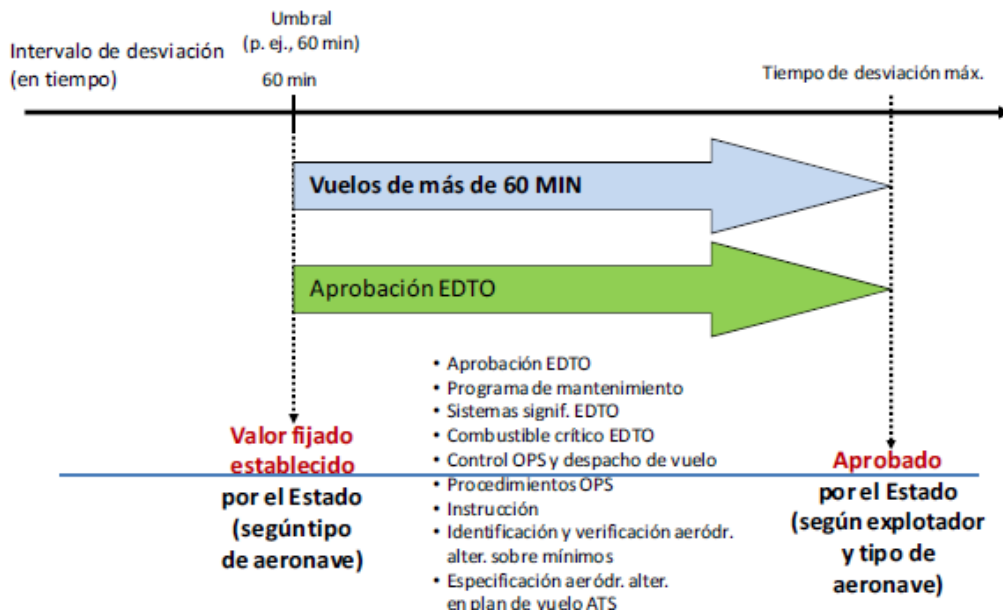 Umbral
(p. ej., 60 min)
Intervalo de desviación
(en tiempo)
60 min
Tiempo de desviación máx.
Vuelos de más de 60 MIN
Aprobación EDTO
• Aprobación EDTO
• Programa de mantenimiento
• Sistemas signif. EDTO
• Combustible crítico EDTO
• Control OPS y despacho de vuelo
• Procedimientos OPS
• Instrucción
• Identificación y verificación aeródr.
alter. sobre mínimos
• Especificación aeródr. alter.
en plan de vuelo ATS
Valor fijado
establecido
por el Estado
(según tipo
de aeronave)
Aprobado
por el Estado
(según explotador
y tipo de
aeronave)